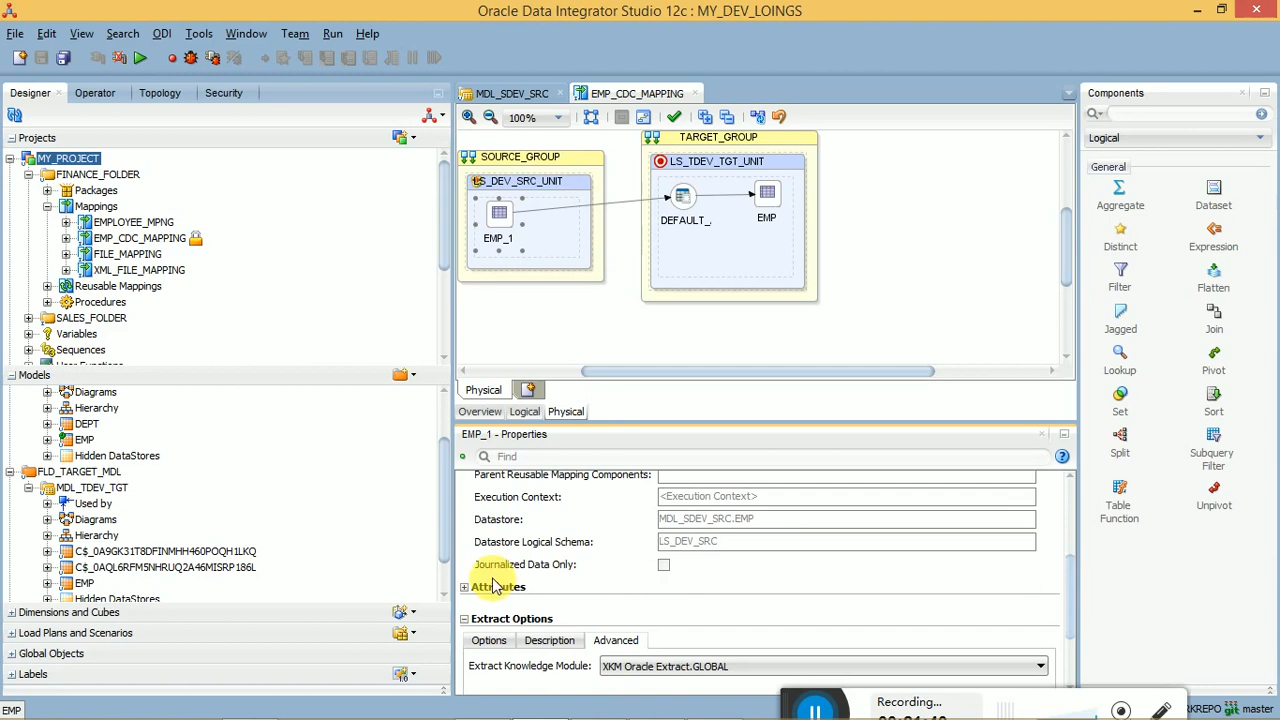 Oracle Data Integrator Studio 12c : MY_DEV_LOINGS
File Edit View Search ODI Tools Window Team Run Help
Designer Operator Topology Security
Projects
MY_PROJECT
FINANCE_FOLDER
Packages
Mappings
EMPLOYEE_MPNG
EMP_CDC_MAPPING
FILE_MAPPING
XML_FILE_MAPPING
Reusable Mappings
Procedures
SALES_FOLDER
Variables
Sequences
Models
Diagrams
Hierarchy
DEPT
EMP
Hidden DataStores
FLD_TARGET_MDL
MDL_TDEV_TGT
Used by
Diagrams
Hierarchy
C$_0A9GK31T8DFINMHH460POQH1LKQ
C$_0AQL6RFM5NHRUQ2A46MISRP186L
EMP
Hidden DataStores
Dimensions and Cubes
Load Plans and Scenarios
Global Objects
Labels
EMP
MDL_SDEV_SRC EMP_CDC_MAPPING
100%
SOURCE_GROUP
S_DEV_SRC_UNIT
EMP_1
TARGET_GROUP
LS_TDEV_TGT_UNIT
DEFAULT_.
EMP
Physical
Overview Logical Physical
EMP_1 - Properties
Find
Parent Reusable Mapping Components:
Execution Context: <Execution Context>
Datastore: MDL_SDEV_SRC.EMP
Datastore Logical Schema: LS_DEV_SRC
Journalized Data Only:
Attributes
Extract Options
Options Description Advanced
Extract Knowledge Module: XKM Oracle Extract.GLOBAL
Components
Logical
General
Aggregate Dataset
Distinct Expression
Filter Flatten
Jagged Join
Lookup Pivot
Set Sort
Split Subquery Filter
Table Function Unpivot
Recording...
RKREPO git master